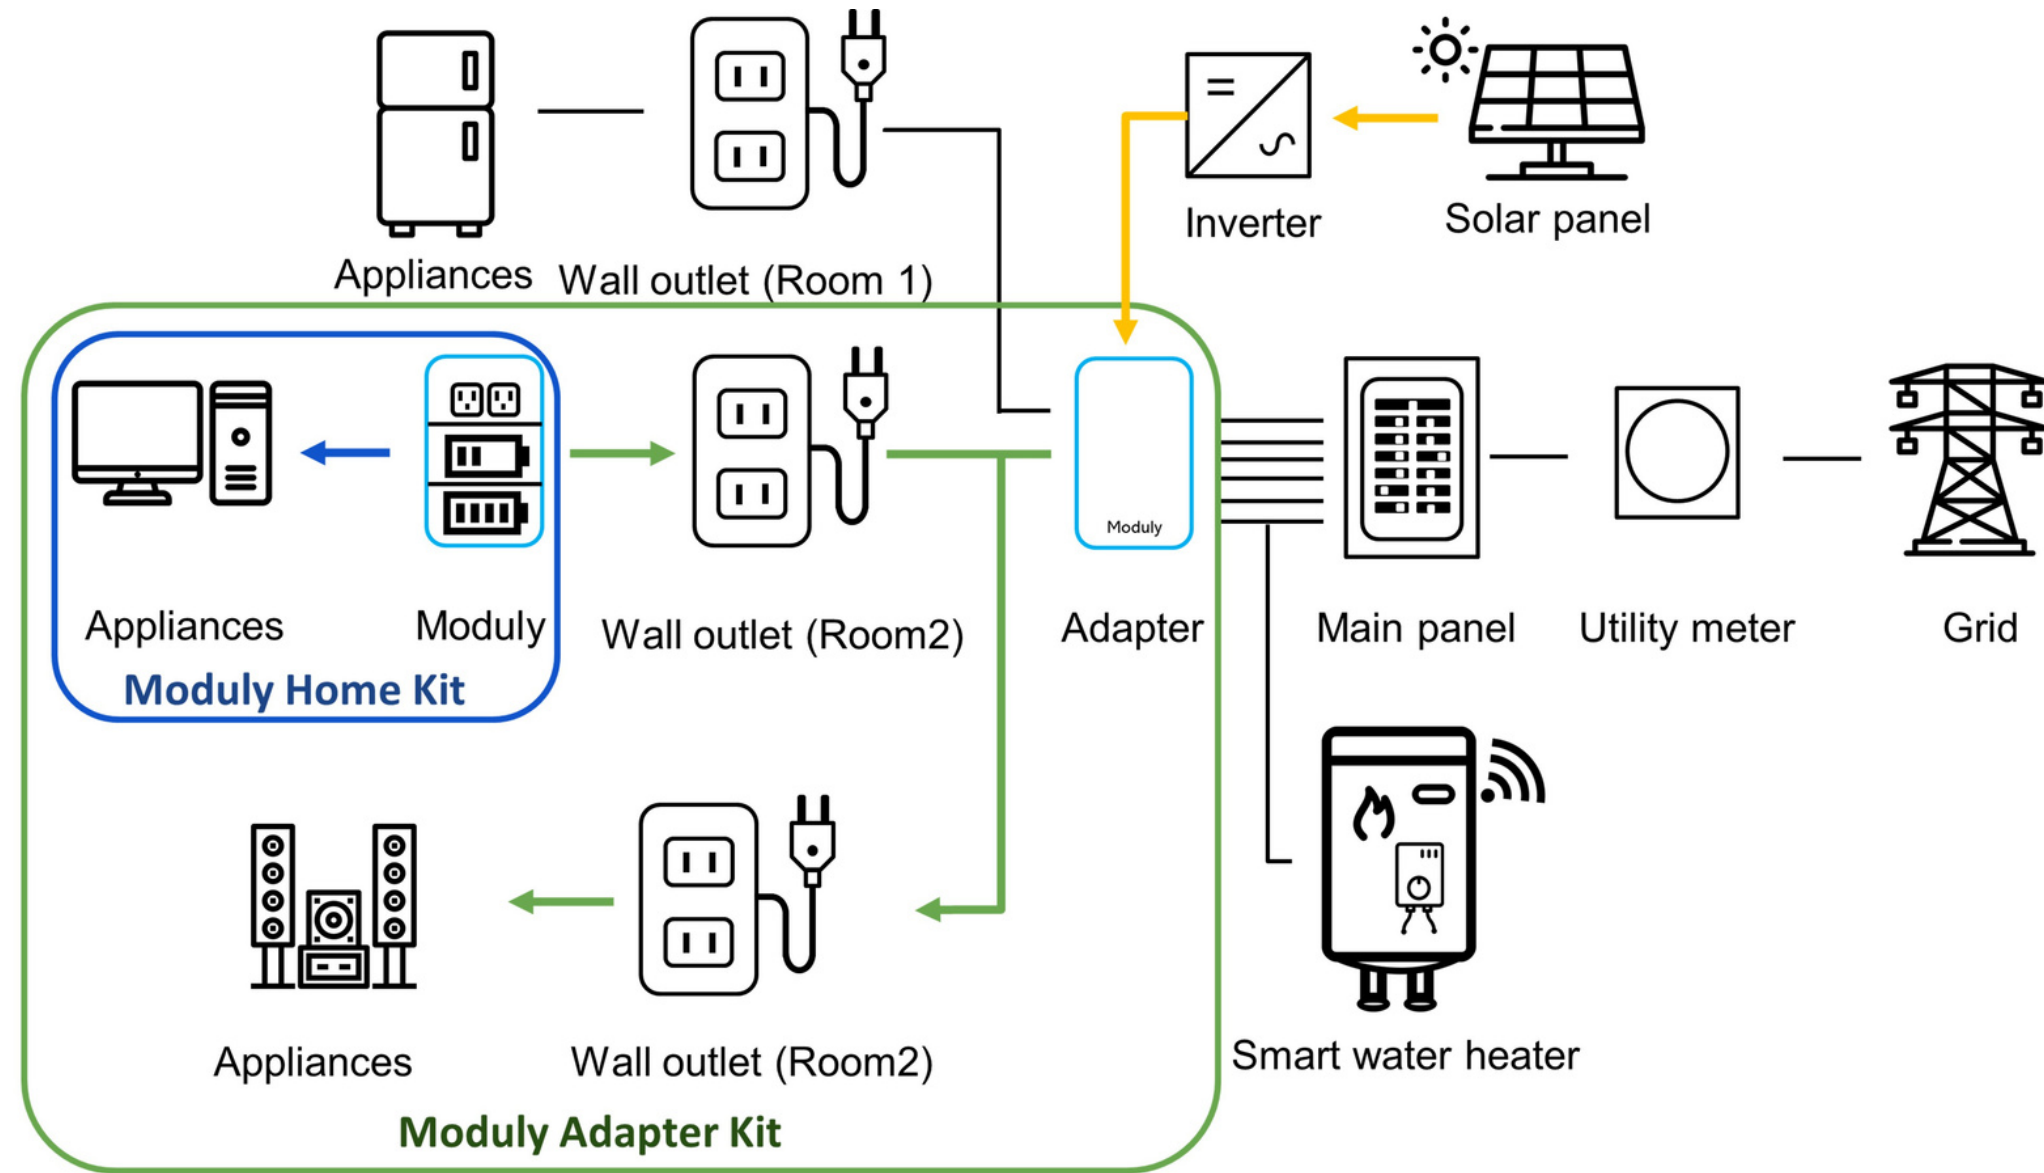 Inverter
Solar panel
Appliances
Wall outlet (Room 1)
Moduly
Appliances
Moduly
Wall outlet (Room2)
Adapter
Main panel
Utility meter
Grid
Moduly Home Kit
Appliances
Wall outlet (Room2)
Smart water heater
Moduly Adapter Kit